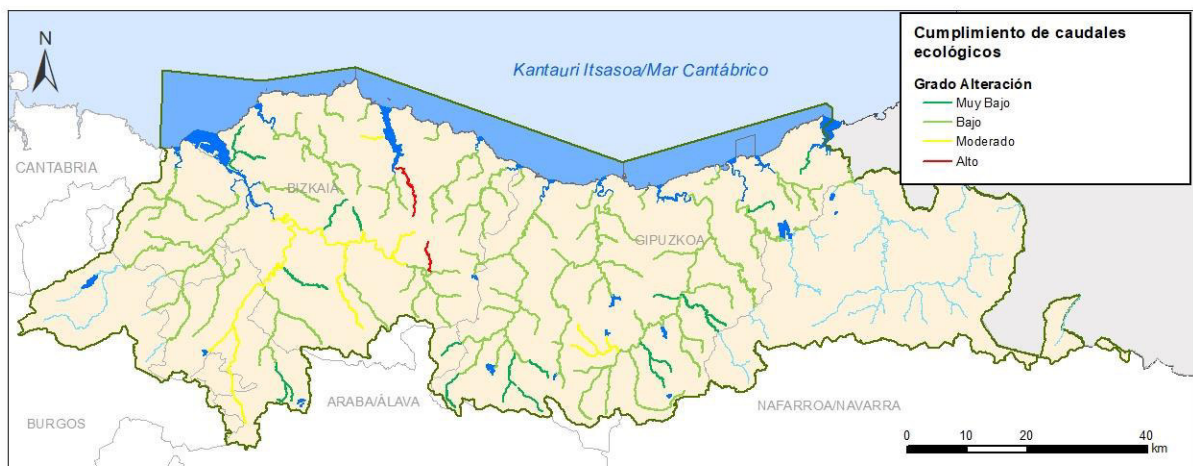 N
Kantauri Itsasoa/Mar Cantábrico
Cumplimiento de caudales
ecológicos
Grado Alteración
Muy Bajo
Bajo
Moderado
Alto
CANTABRIA
BIZKAIA
GIPUZKOA
BURGOS
ARABA/ÀLAVA
NAFARROA/NAVARRA
0 10 20 40
km